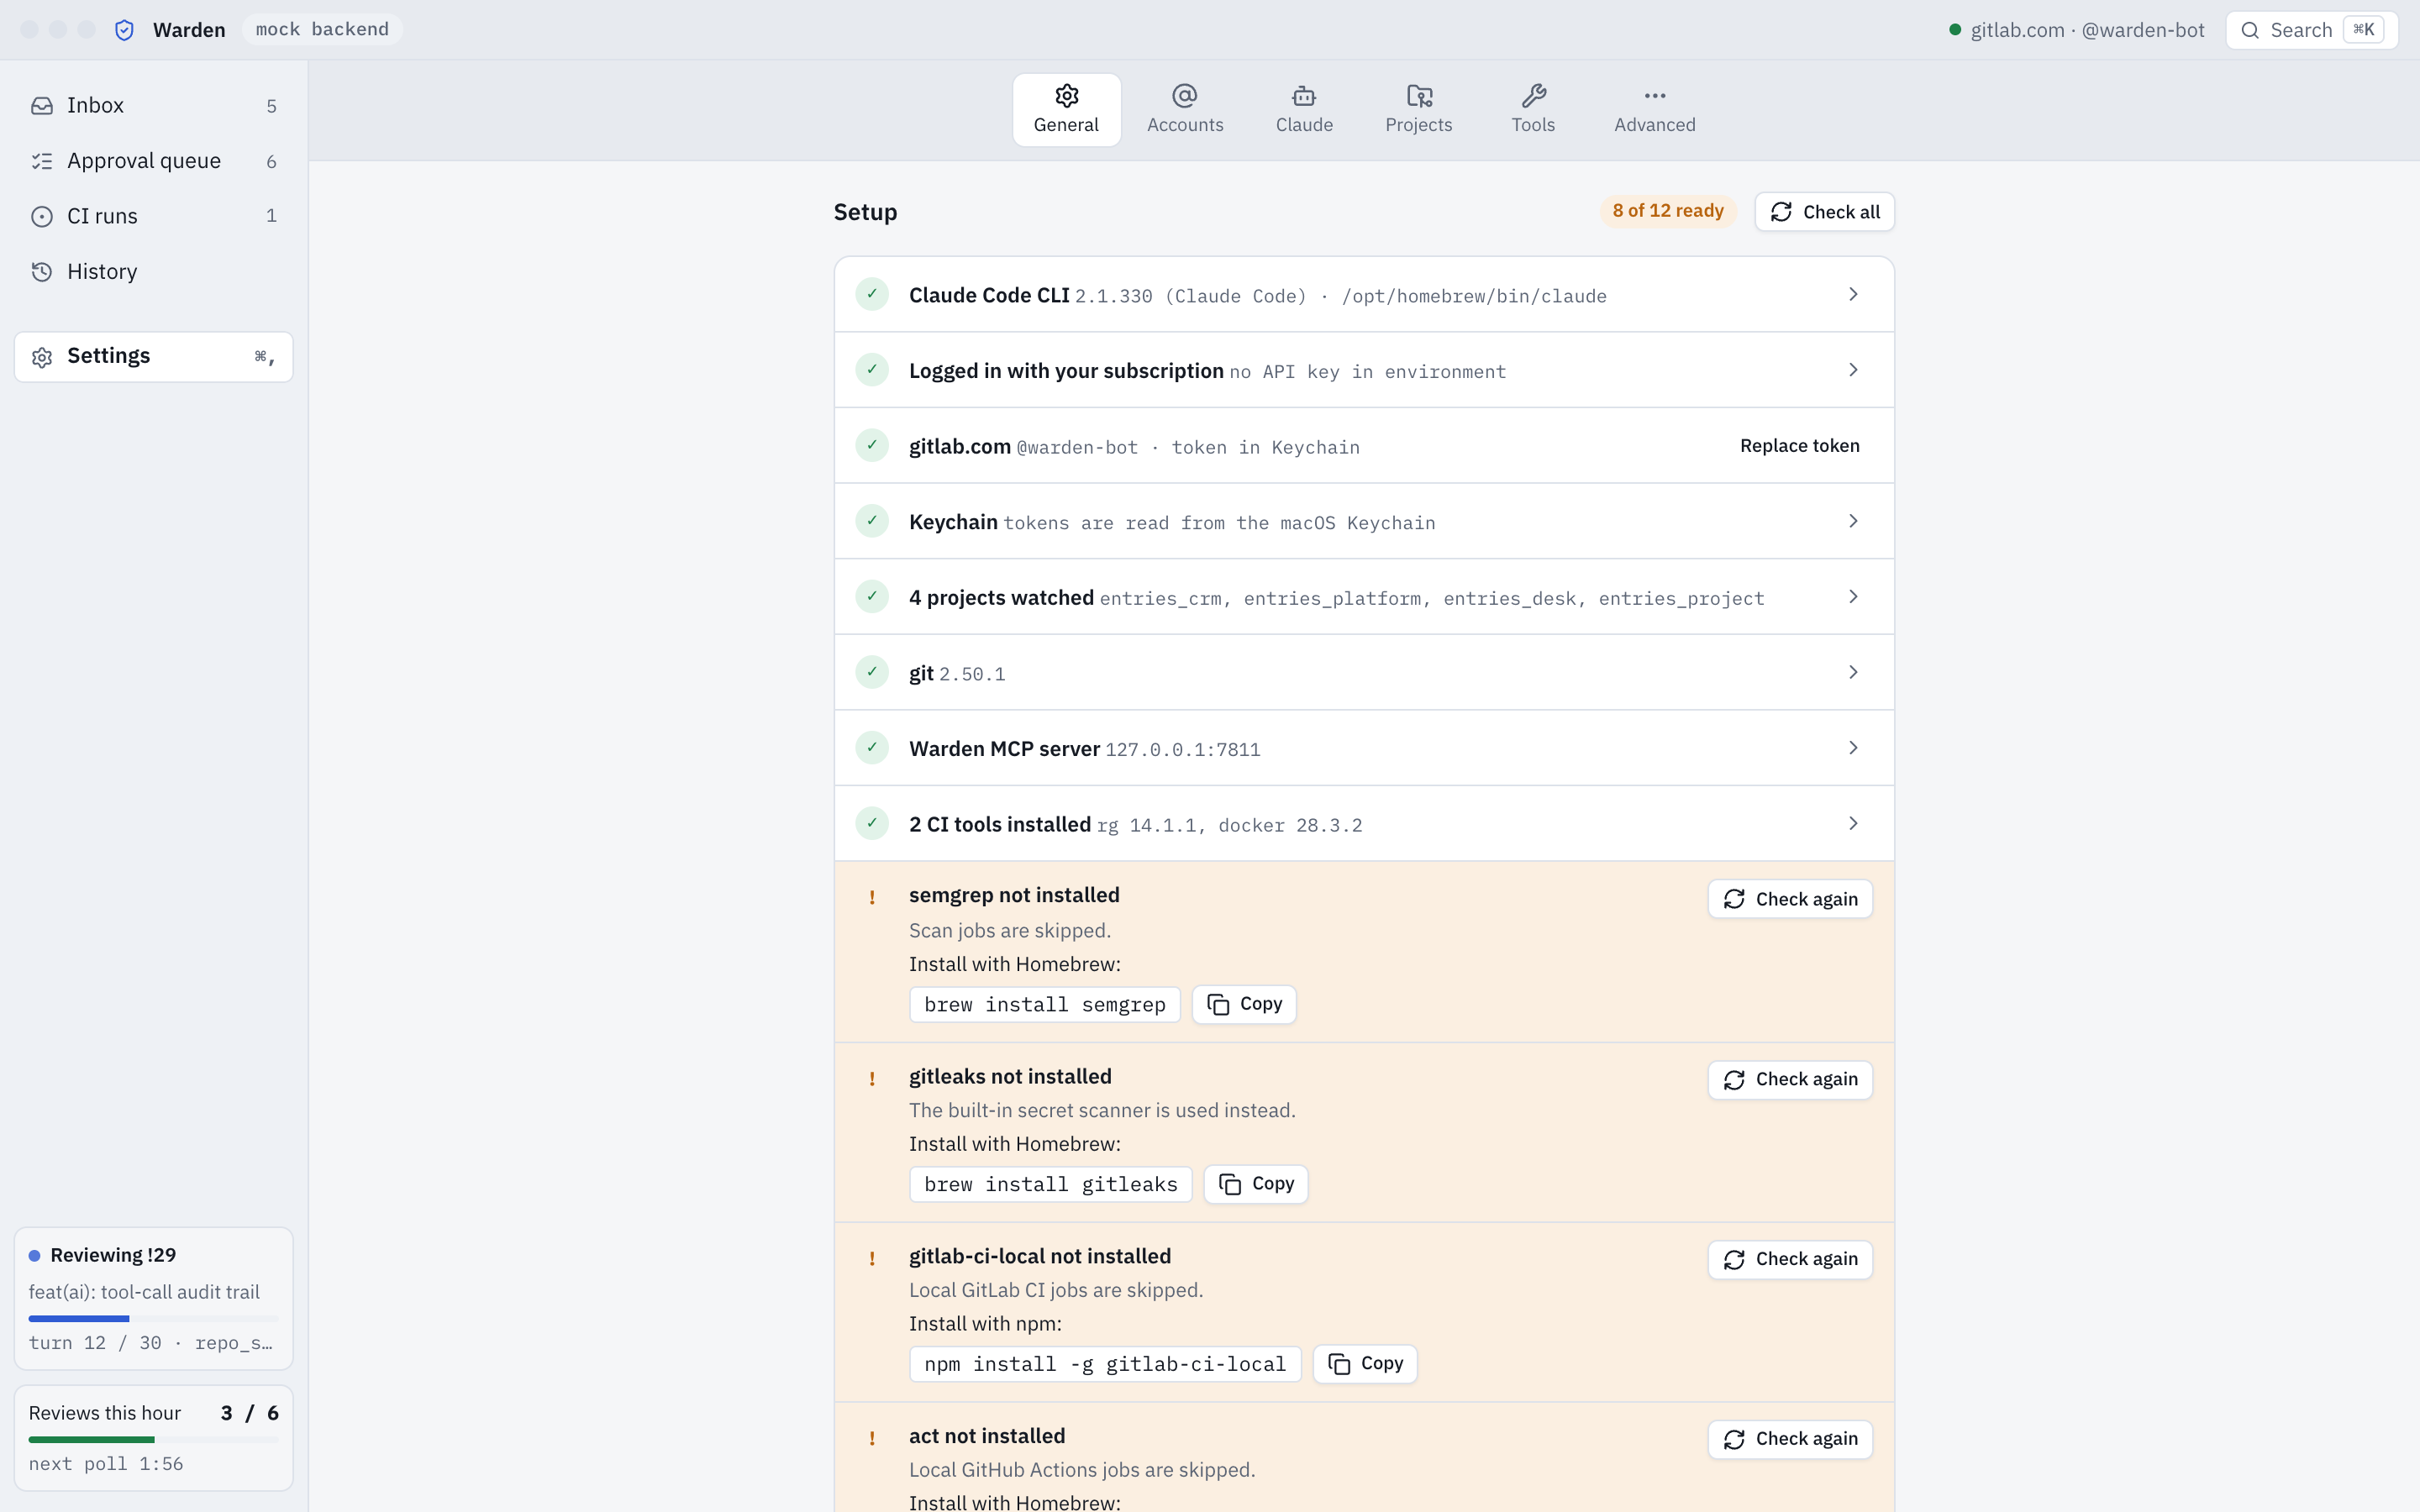 Warden mock backend
gitlab.com · @warden-bot
Search ⌘K
Inbox 5
Approval queue 6
CI runs 1
History
Settings ⌘,
General
Accounts
Claude
Projects
Tools
Advanced
Setup
8 of 12 ready
Check all
Claude Code CLI 2.1.330 (Claude Code) · /opt/homebrew/bin/claude
Logged in with your subscription no API key in environment
gitlab.com @warden-bot · token in Keychain
Replace token
Keychain tokens are read from the macOS Keychain
4 projects watched entries_crm, entries_platform, entries_desk, entries_project
git 2.50.1
Warden MCP server 127.0.0.1:7811
2 CI tools installed rg 14.1.1, docker 28.3.2
! semgrep not installed
Check again
Scan jobs are skipped.
Install with Homebrew:
brew install semgrep
Copy
! gitleaks not installed
Check again
The built-in secret scanner is used instead.
Install with Homebrew:
brew install gitleaks
Copy
! gitlab-ci-local not installed
Check again
Local GitLab CI jobs are skipped.
Install with npm:
npm install -g gitlab-ci-local
Copy
! act not installed
Check again
Local GitHub Actions jobs are skipped.
Install with Homebrew:
Reviewing !29
feat(ai): tool-call audit trail
turn 12 / 30 · repo_s…
Reviews this hour 3 / 6
next poll 1:56